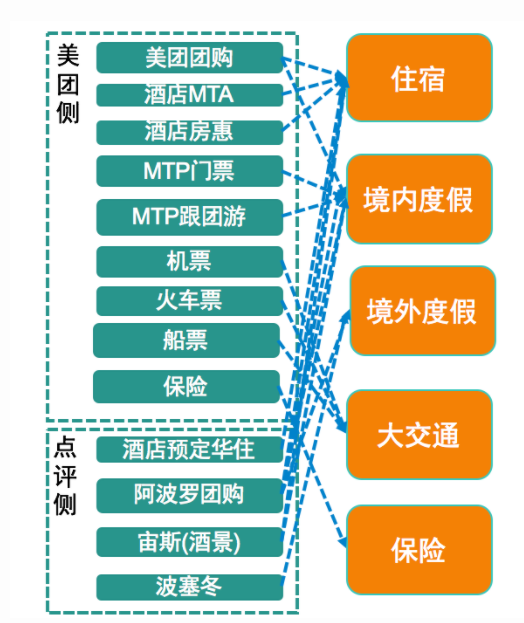 美团侧
美团团购
酒店MTA
酒店房惠
MTP门票
MTP跟团游
机票
火车票
船票
保险
点评侧
酒店预定华住
阿波罗团购
宙斯(酒景)
波塞冬
住宿
境内度假
境外度假
大交通
保险